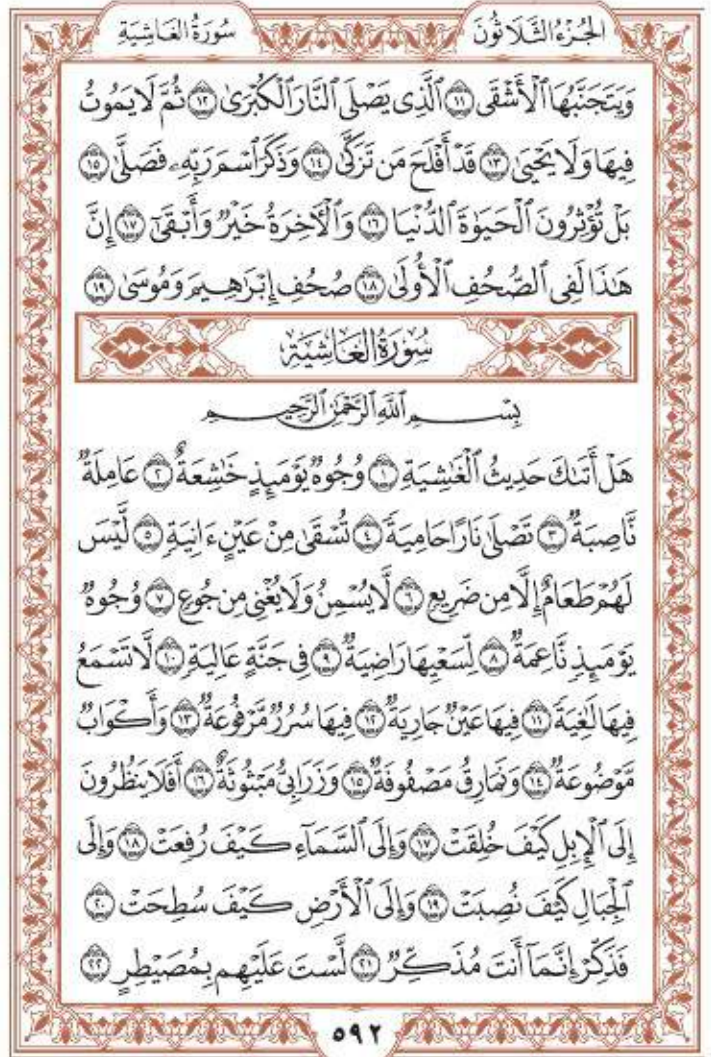 سُورَةُ الغَاشِيَةِ الجُزْءُ الثَّلَاثُونَ
وَيَتَجَنَّبُهَا ٱلْأَشْقَى ١١ ٱلَّذِى يَصْلَى ٱلنَّارَ ٱلْكُبْرَىٰ ١٢ ثُمَّ لَا يَمُوتُ
فِيهَا وَلَا يَحْيَىٰ ١٣ قَدْ أَفْلَحَ مَن تَزَكَّىٰ ١٤ وَذَكَرَ ٱسْمَ رَبِّهِۦ فَصَلَّىٰ ١٥
بَلْ تُؤْثِرُونَ ٱلْحَيَوٰةَ ٱلدُّنْيَا ١٦ وَٱلْءَاخِرَةُ خَيْرٌ وَأَبْقَىٰٓ ١٧ إِنَّ
هَٰذَا لَفِى ٱلصُّحُفِ ٱلْأُولَىٰ ١٨ صُحُفِ إِبْرَٰهِيمَ وَمُوسَىٰ ١٩
سُورَةُ الغَاشِيَةِ
بِسْمِ ٱللَّهِ ٱلرَّحْمَٰنِ ٱلرَّحِيمِ
هَلْ أَتَىٰكَ حَدِيثُ ٱلْغَٰشِيَةِ ١ وُجُوهٌ يَوْمَئِذٍ خَٰشِعَةٌ ٢ عَامِلَةٌ
نَّاصِبَةٌ ٣ تَصْلَىٰ نَارًا حَامِيَةً ٤ تُسْقَىٰ مِنْ عَيْنٍ ءَانِيَةٍ ٥ لَّيْسَ
لَهُمْ طَعَامٌ إِلَّا مِن ضَرِيعٍ ٦ لَّا يُسْمِنُ وَلَا يُغْنِى مِن جُوعٍ ٧ وُجُوهٌ
يَوْمَئِذٍ نَّاعِمَةٌ ٨ لِّسَعْيِهَا رَاضِيَةٌ ٩ فِى جَنَّةٍ عَالِيَةٍ ١٠ لَّا تَسْمَعُ
فِيهَا لَٰغِيَةً ١١ فِيهَا عَيْنٌ جَارِيَةٌ ١٢ فِيهَا سُرُرٌ مَّرْفُوعَةٌ ١٣ وَأَكْوَابٌ
مَّوْضُوعَةٌ ١٤ وَنَمَارِقُ مَصْفُوفَةٌ ١٥ وَزَرَابِىُّ مَبْثُوثَةٌ ١٦ أَفَلَا يَنظُرُونَ
إِلَى ٱلْإِبِلِ كَيْفَ خُلِقَتْ ١٧ وَإِلَى ٱلسَّمَآءِ كَيْفَ رُفِعَتْ ١٨ وَإِلَى
ٱلْجِبَالِ كَيْفَ نُصِبَتْ ١٩ وَإِلَى ٱلْأَرْضِ كَيْفَ سُطِحَتْ ٢٠
فَذَكِّرْ إِنَّمَآ أَنتَ مُذَكِّرٌ ٢١ لَّسْتَ عَلَيْهِم بِمُصَيْطِرٍ ٢٢
٥٩٢